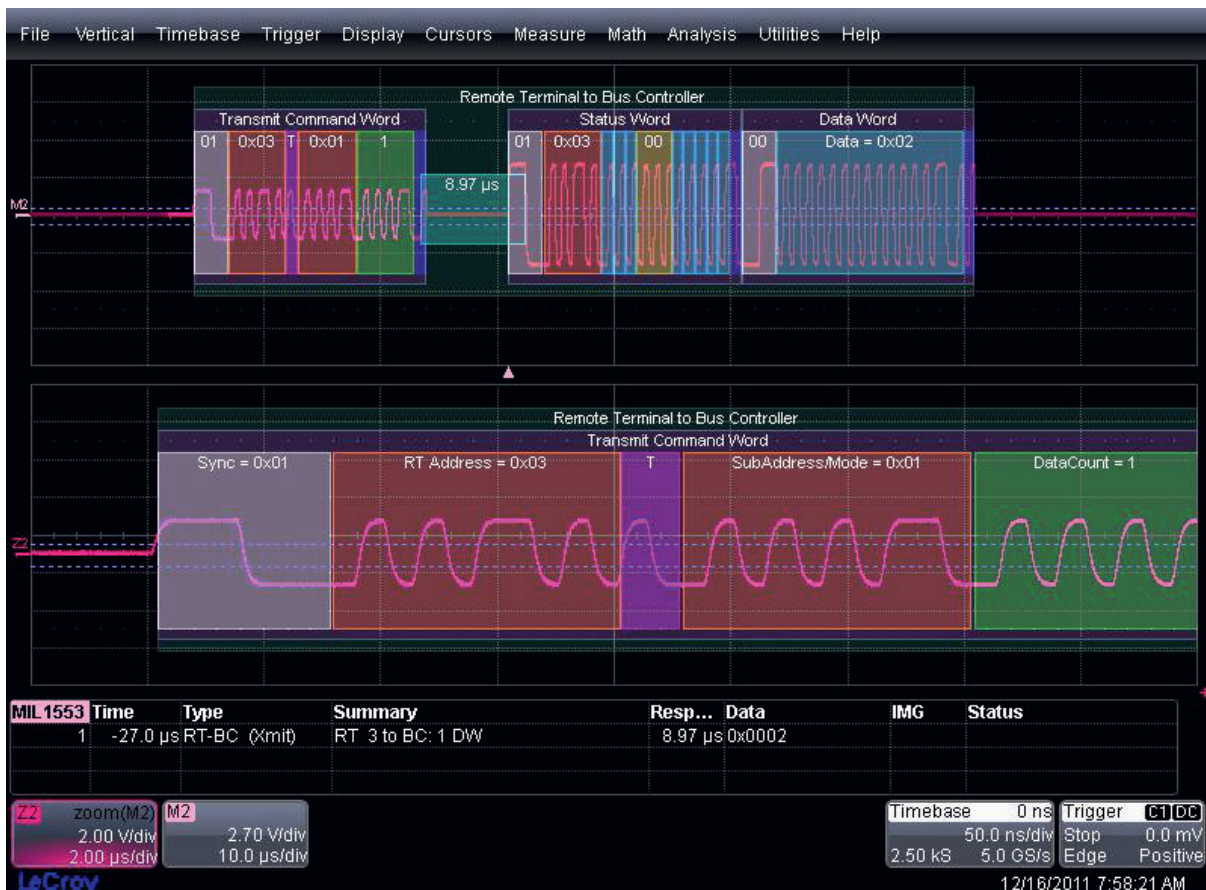 File Vertical Timebase Trigger Display Cursors Measure Math Analysis Utilities Help
Remote Terminal to Bus Controller
Transmit Command Word Status Word Data Word
01 0x03 T 0x01 1 01 0x03 00 00 Data = 0x02
8.97 µs
M2
Remote Terminal to Bus Controller
Transmit Command Word
Sync = 0x01 RT Address = 0x03 T SubAddress/Mode = 0x01 DataCount = 1
Z2
MIL1553 Time Type Summary Resp... Data IMG Status
1 -27.0 µs RT-BC (Xmit) RT 3 to BC: 1 DW 8.97 µs 0x0002
Z2 zoom(M2) M2 Timebase 0 ns Trigger C1 DC
2.00 V/div 2.70 V/div 50.0 ns/div Stop 0.0 mV
2.00 µs/div 10.0 µs/div 2.50 kS 5.0 GS/s Edge Positive
LeCroy 12/16/2011 7:58:21 AM